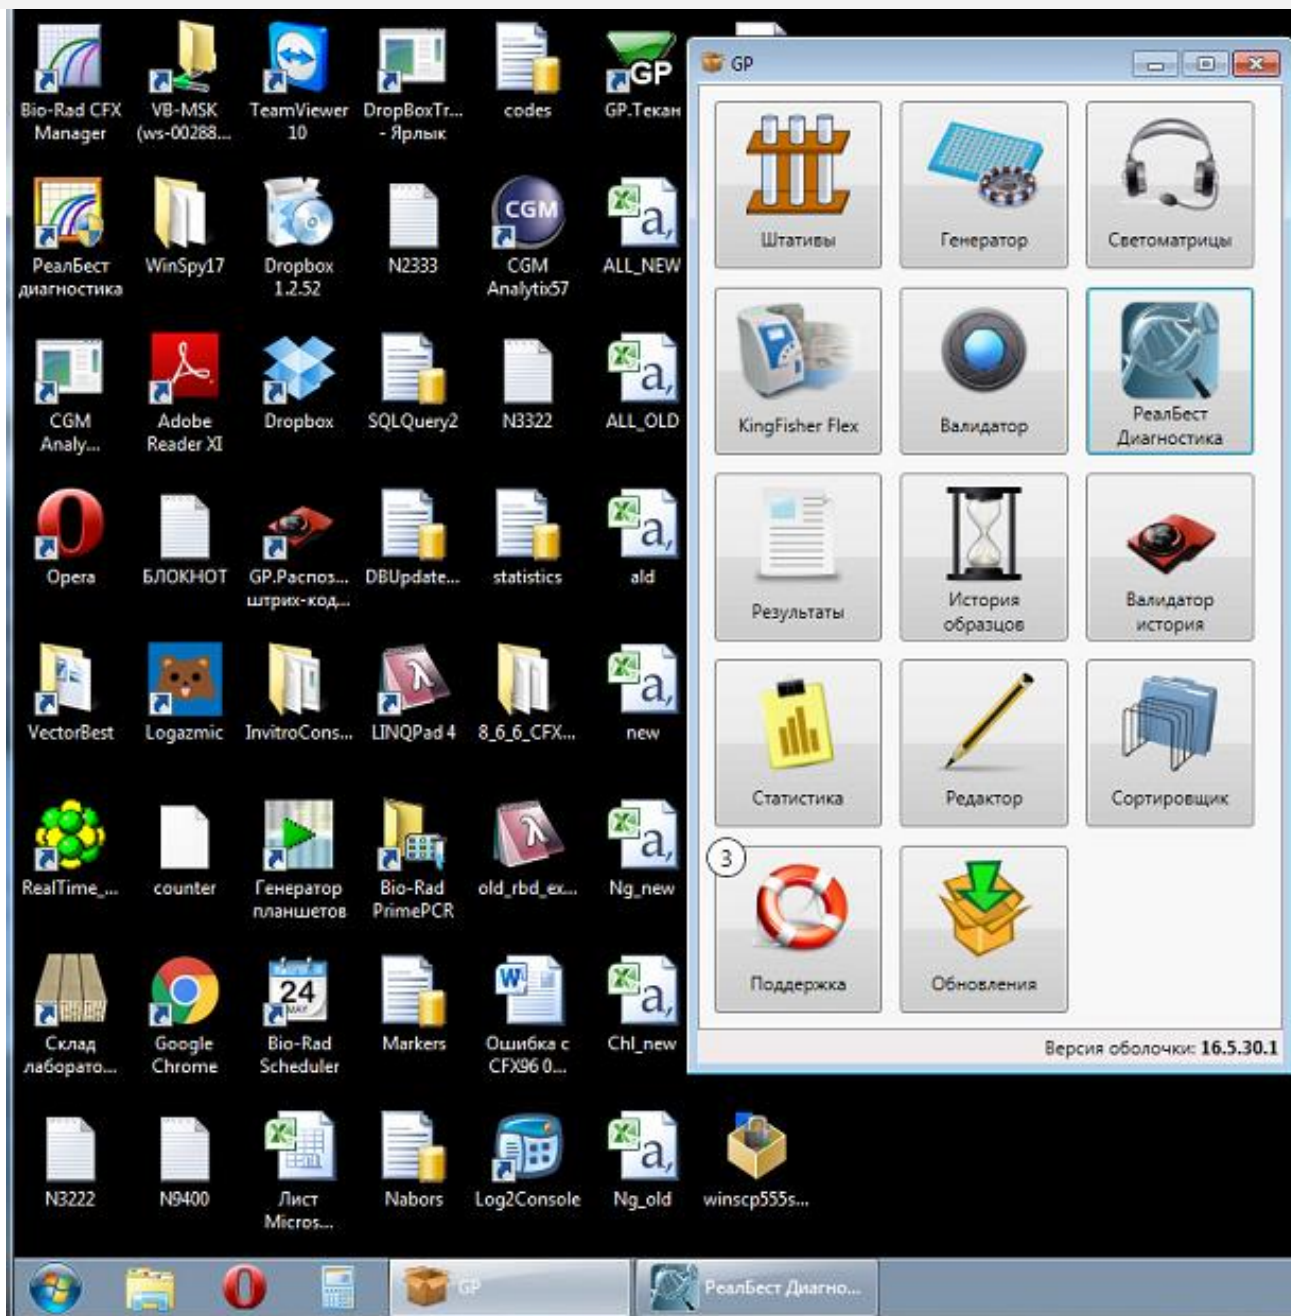 Bio-Rad CFX
Manager
VB-MSK
(ws-00288...
TeamViewer
10
DropBoxTr...
- Ярлык
codes
GP
GP.Текан
РеалБест
диагностика
WinSpy17
Dropbox
1.2.52
N2333
CGM
CGM
Analytix57
a,
ALL_NEW
CGM
Analy...
Adobe
Reader XI
Dropbox
SQLQuery2
N3322
a,
ALL_OLD
Opera
БЛОКНОТ
GP.Распоз...
штрих-код...
DBUpdate...
statistics
a,
ald
VectorBest
Logazmic
InvitroCons...
LINQPad 4
8_6_6_CFX...
a,
new
RealTime_...
counter
Генератор
планшетов
Bio-Rad
PrimePCR
old_rbd_ex...
a,
Ng_new
Склад
лаборато...
Google
Chrome
24
MAY
Bio-Rad
Scheduler
Markers
Ошибка с
CFX96 0...
a,
Chl_new
N3222
N9400
Лист
Micros...
Nabors
Log2Console
a,
Ng_old
winscp555s...
GP
Штативы
Генератор
Светоматрицы
KingFisher Flex
Валидатор
РеалБест
Диагностика
Результаты
История
образцов
Валидатор
история
Статистика
Редактор
Сортировщик
3
Поддержка
Обновления
Версия оболочки: 16.5.30.1
GP
РеалБест Диагно...